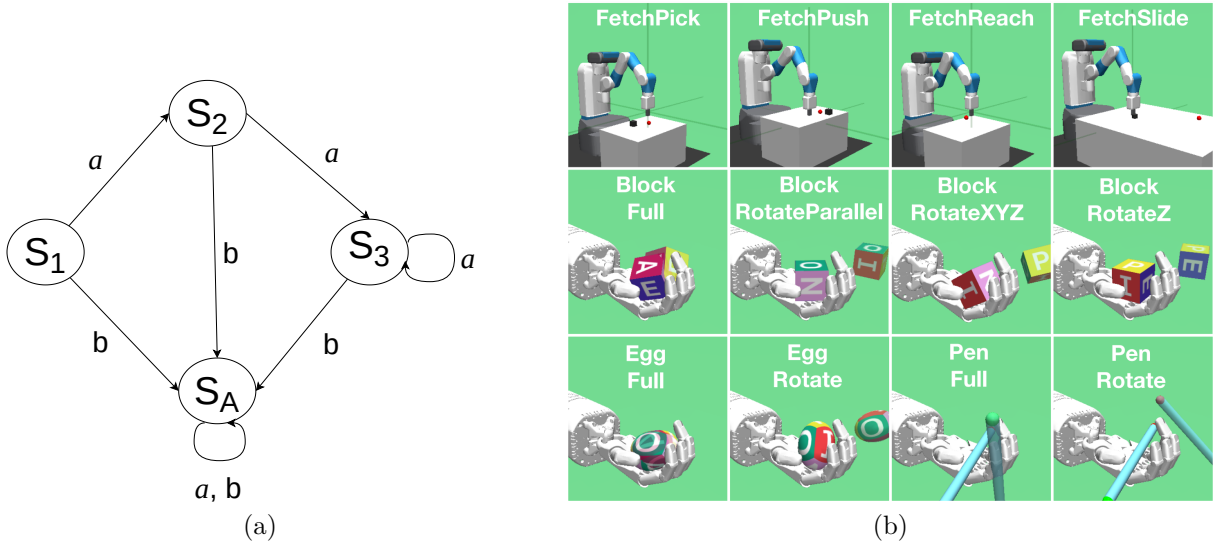 S2
a
a
S1
b
S3
a
b
b
SA
a, b
(a)
FetchPick
FetchPush
FetchReach
FetchSlide
Block
Full
Block
RotateParallel
Block
RotateXYZ
Block
RotateZ
A
E
O
N
O
I
I
P
P
I
E
P
E
Egg
Full
Egg
Rotate
Pen
Full
Pen
Rotate
O
O
I
O
(b)